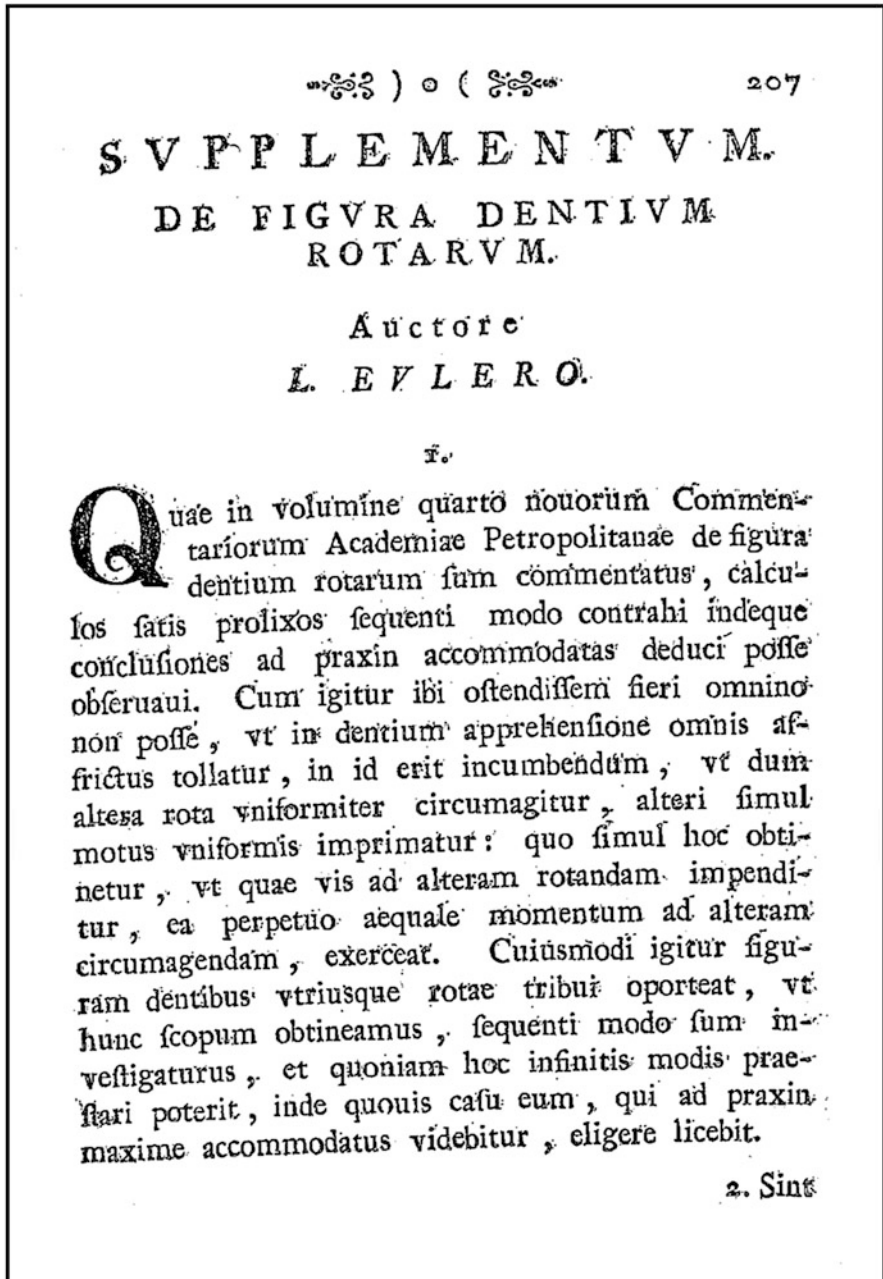 ) o ( 207
SVPPLEMENTVM.
DE FIGVRA DENTIVM
ROTARVM.
Auctore
L. EVLERO.
1.
Quae in volumine quarto nouorum Commen-
tariorum Academiae Petropolitanae de figura
dentium rotarum ſum commentatus, calcu-
los ſatis prolixos ſequenti modo contrahi indeque
concluſiones ad praxin accommodatas deduci poſſe
obſeruaui. Cum igitur ibi oſtendiſſem fieri omnino
non poſſe, vt in dentium apprehenſione omnis af-
frictus tollatur, in id erit incumbendum, vt dum
altera rota vniformiter circumagitur, alteri ſimul
motus vniformis imprimatur: quo ſimul hoc obti-
netur, vt quae vis ad alteram rotandam impendi-
tur, ea perpetuo aequale momentum ad alteram
circumagendam, exerceat. Cuiusmodi igitur figu-
ram dentibus vtriusque rotae tribui oporteat, vt
hunc ſcopum obtineamus, ſequenti modo ſum in-
veſtigaturus, et quoniam hoc infinitis modis prae-
ſtari poterit, inde quouis caſu eum, qui ad praxin
maxime accommodatus videbitur, eligere licebit.
2. Sint